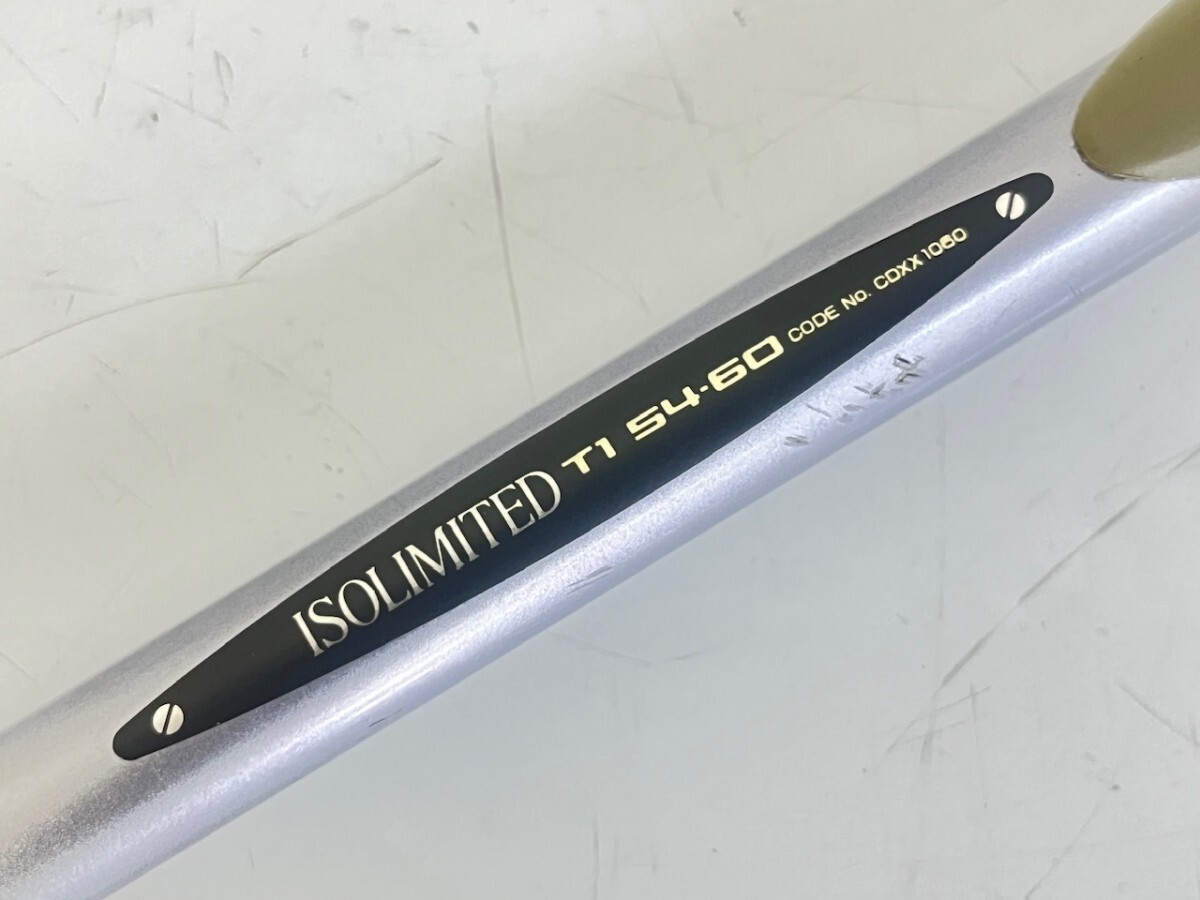 ISOLIMITED T1 54-60 CODE No. CDXX1060